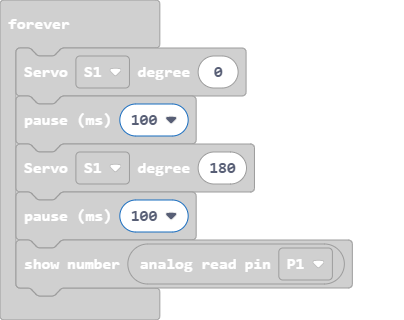 forever
Servo S1 degree 0
pause (ms) 100
Servo S1 degree 180
pause (ms) 100
show number analog read pin P1